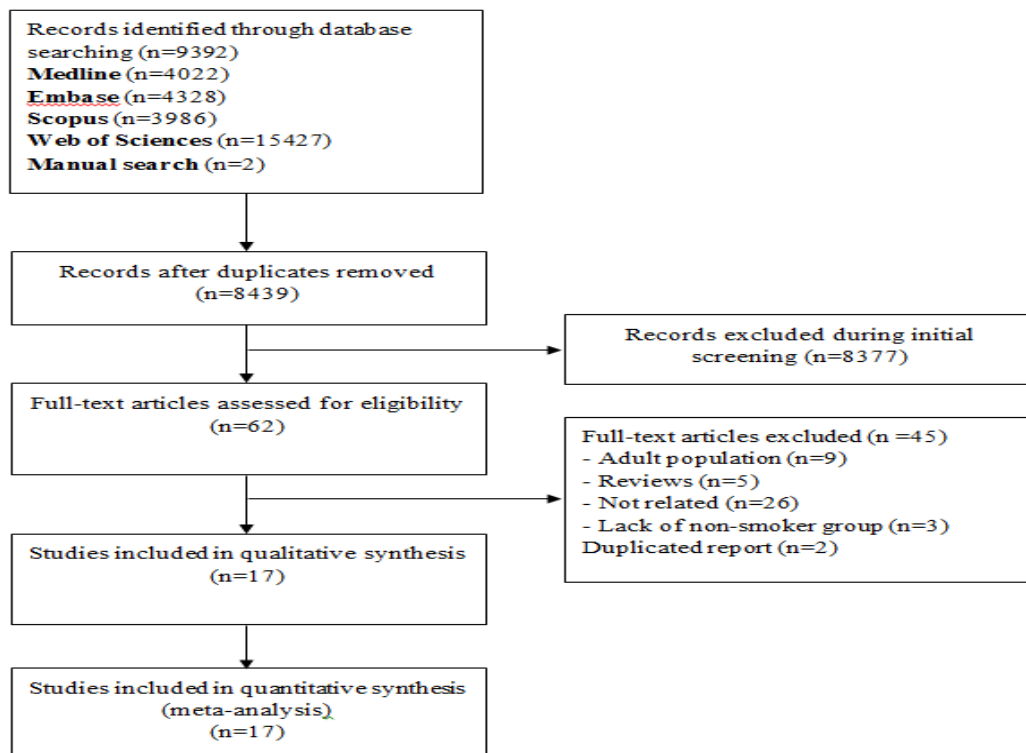 Records identified through database
searching (n=9392)
Medline (n=4022)
Embase (n=4328)
Scopus (n=3986)
Web of Sciences (n=15427)
Manual search (n=2)
Records after duplicates removed
(n=8439)
Records excluded during initial
screening (n=8377)
Full-text articles assessed for eligibility
(n=62)
Full-text articles excluded (n =45)
- Adult population (n=9)
- Reviews (n=5)
- Not related (n=26)
- Lack of non-smoker group (n=3)
Duplicated report (n=2)
Studies included in qualitative synthesis
(n=17)
Studies included in quantitative synthesis
(meta-analysis)
(n=17)